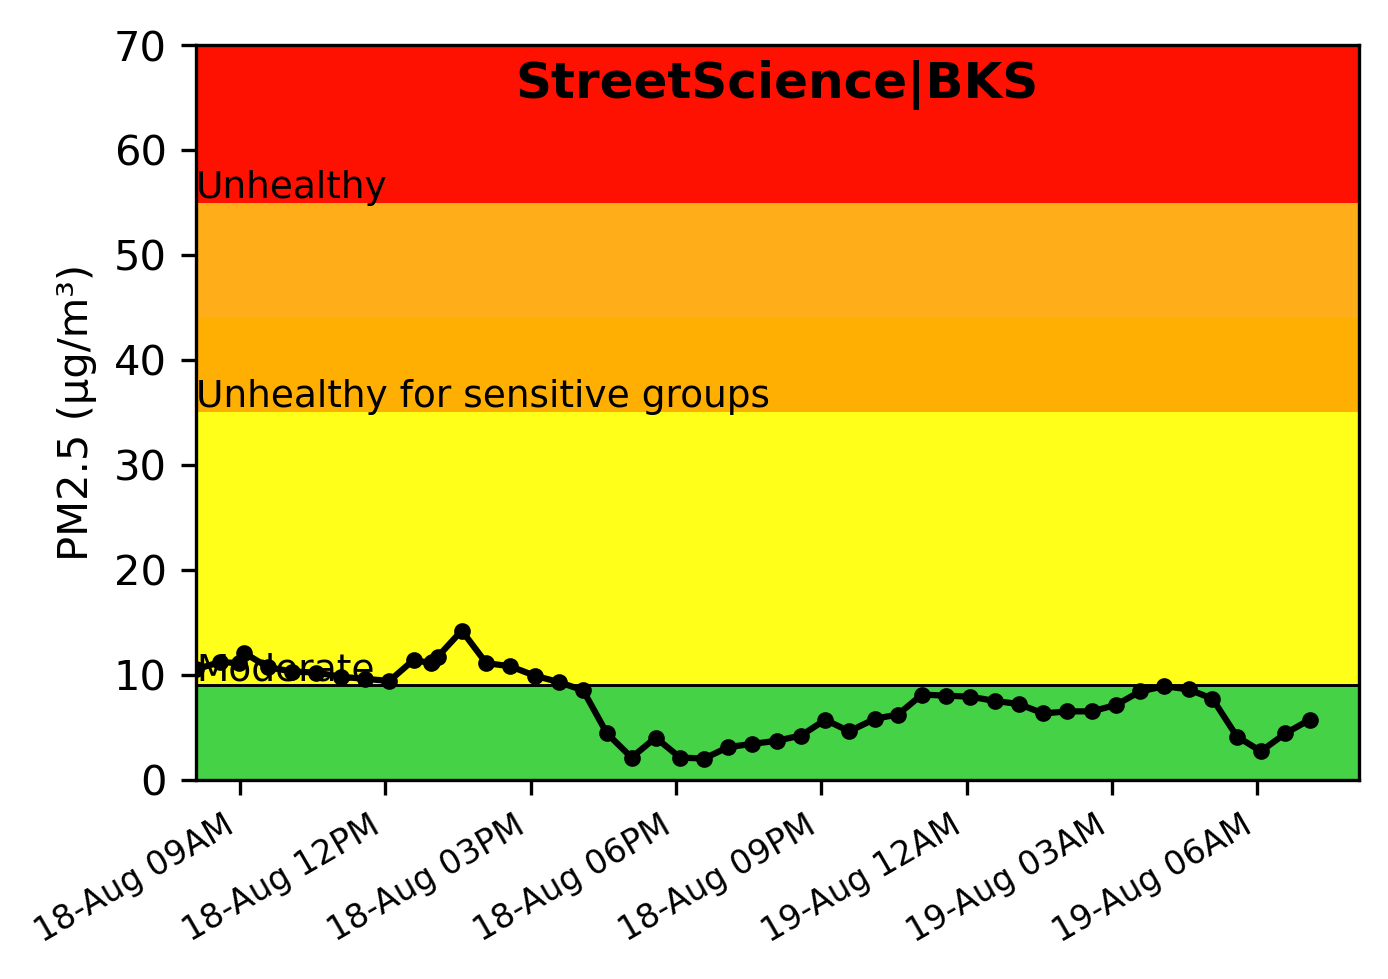 StreetScience|BKS
PM2.5 (µg/m³)
70
60
50
40
30
20
10
0
Unhealthy
Unhealthy for sensitive groups
Moderate
18-Aug 09AM
18-Aug 12PM
18-Aug 03PM
18-Aug 06PM
18-Aug 09PM
19-Aug 12AM
19-Aug 03AM
19-Aug 06AM